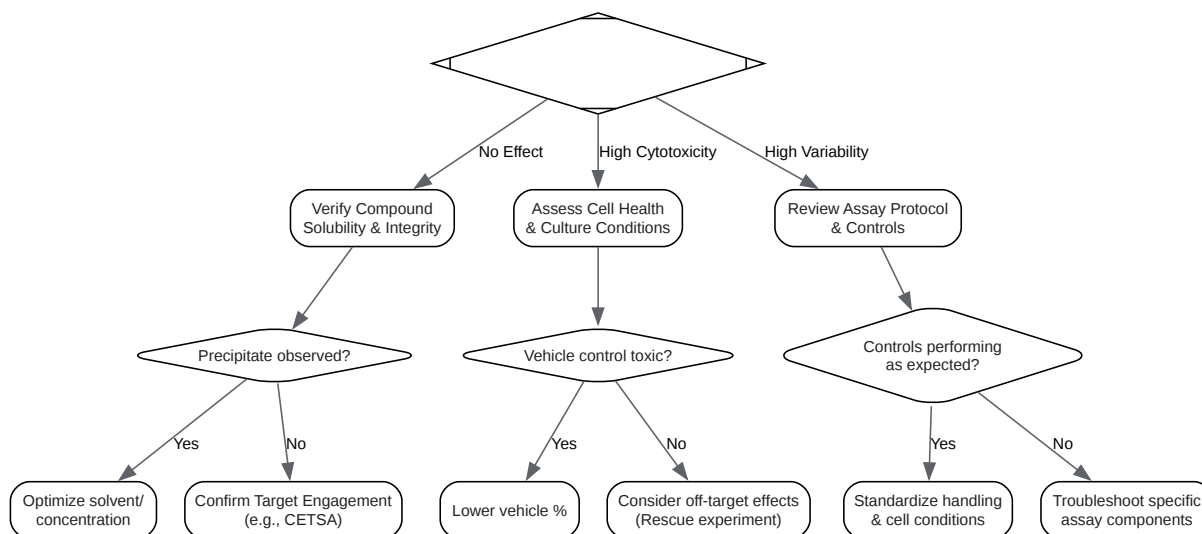 No Effect
High Cytotoxicity
High Variability
Verify Compound
Solubility & Integrity
Assess Cell Health
& Culture Conditions
Review Assay Protocol
& Controls
Precipitate observed?
Vehicle control toxic?
Controls performing
as expected?
Yes
No
Yes
No
Yes
No
Optimize solvent/
concentration
Confirm Target Engagement
(e.g., CETSA)
Lower vehicle %
Consider off-target effects
(Rescue experiment)
Standardize handling
& cell conditions
Troubleshoot specific
assay components